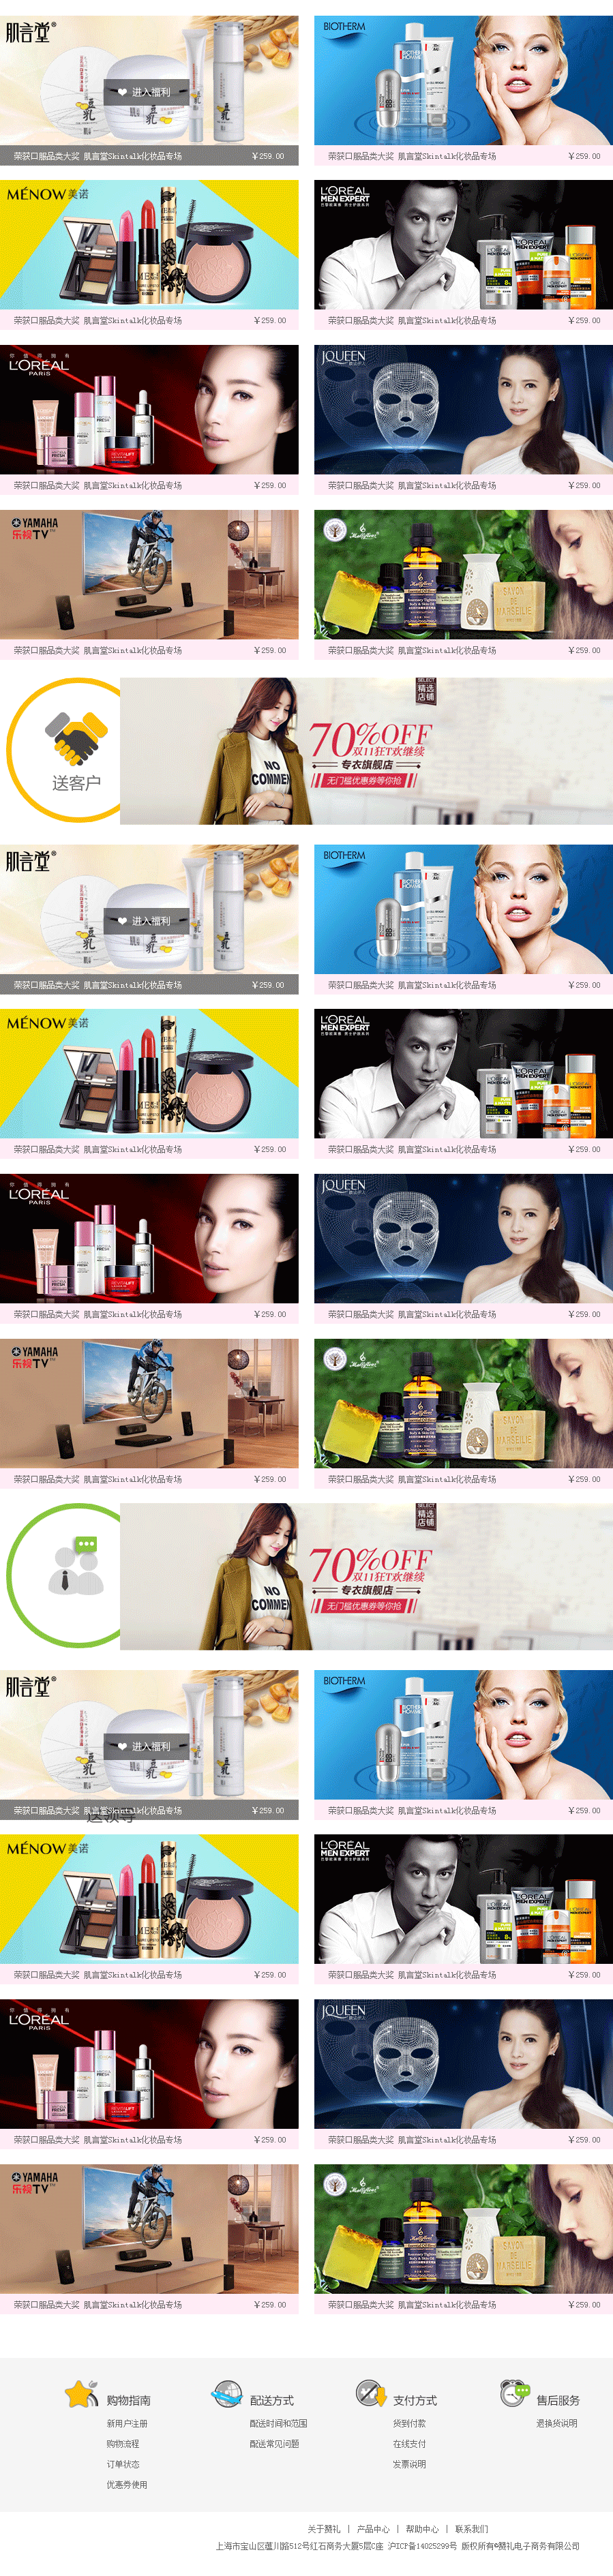 肌言堂®
进入福利
荣获口服品类大奖 肌言堂Skintalk化妆品专场 ￥259.00
BIOTHERM
荣获口服品类大奖 肌言堂Skintalk化妆品专场 ￥259.00
MÉNOW美诺
荣获口服品类大奖 肌言堂Skintalk化妆品专场 ￥259.00
L'ORÉAL
MEN EXPERT
荣获口服品类大奖 肌言堂Skintalk化妆品专场 ￥259.00
你值得拥有
L'ORÉAL
PARiS
荣获口服品类大奖 肌言堂Skintalk化妆品专场 ￥259.00
JQUEEN
荣获口服品类大奖 肌言堂Skintalk化妆品专场 ￥259.00
YAMAHA
乐视TV
荣获口服品类大奖 肌言堂Skintalk化妆品专场 ￥259.00
SAVON
DE
MARSEILLE
荣获口服品类大奖 肌言堂Skintalk化妆品专场 ￥259.00
送客户
NO
COMMEN
SELECT
精选
店铺
70%OFF
双11狂T欢继续
专衣旗舰店
无门槛优惠券等你抢
肌言堂®
进入福利
荣获口服品类大奖 肌言堂Skintalk化妆品专场 ￥259.00
BIOTHERM
荣获口服品类大奖 肌言堂Skintalk化妆品专场 ￥259.00
MÉNOW美诺
荣获口服品类大奖 肌言堂Skintalk化妆品专场 ￥259.00
L'ORÉAL
MEN EXPERT
荣获口服品类大奖 肌言堂Skintalk化妆品专场 ￥259.00
L'ORÉAL
PARiS
荣获口服品类大奖 肌言堂Skintalk化妆品专场 ￥259.00
JQUEEN
荣获口服品类大奖 肌言堂Skintalk化妆品专场 ￥259.00
YAMAHA
乐视TV
荣获口服品类大奖 肌言堂Skintalk化妆品专场 ￥259.00
SAVON
DE
MARSEILLE
荣获口服品类大奖 肌言堂Skintalk化妆品专场 ￥259.00
NO
COMMEN
SELECT
精选
店铺
70%OFF
双11狂T欢继续
专衣旗舰店
无门槛优惠券等你抢
肌言堂®
进入福利
荣获口服品类大奖 肌言堂Skintalk化妆品专场 ￥259.00
送领导
BIOTHERM
荣获口服品类大奖 肌言堂Skintalk化妆品专场 ￥259.00
MÉNOW美诺
荣获口服品类大奖 肌言堂Skintalk化妆品专场 ￥259.00
L'ORÉAL
MEN EXPERT
荣获口服品类大奖 肌言堂Skintalk化妆品专场 ￥259.00
你值得拥有
L'ORÉAL
PARiS
荣获口服品类大奖 肌言堂Skintalk化妆品专场 ￥259.00
JQUEEN
荣获口服品类大奖 肌言堂Skintalk化妆品专场 ￥259.00
YAMAHA
乐视TV
荣获口服品类大奖 肌言堂Skintalk化妆品专场 ￥259.00
SAVON
DE
MARSEILLE
荣获口服品类大奖 肌言堂Skintalk化妆品专场 ￥259.00
购物指南
新用户注册
购物流程
订单状态
优惠券使用
配送方式
配送时间和范围
配送常见问题
支付方式
货到付款
在线支付
发票说明
售后服务
退换货说明
关于赞礼 | 产品中心 | 帮助中心 | 联系我们
上海市宝山区蕰川路512号红石商务大厦5层C座 沪ICP备14025299号 版权所有©赞礼电子商务有限公司